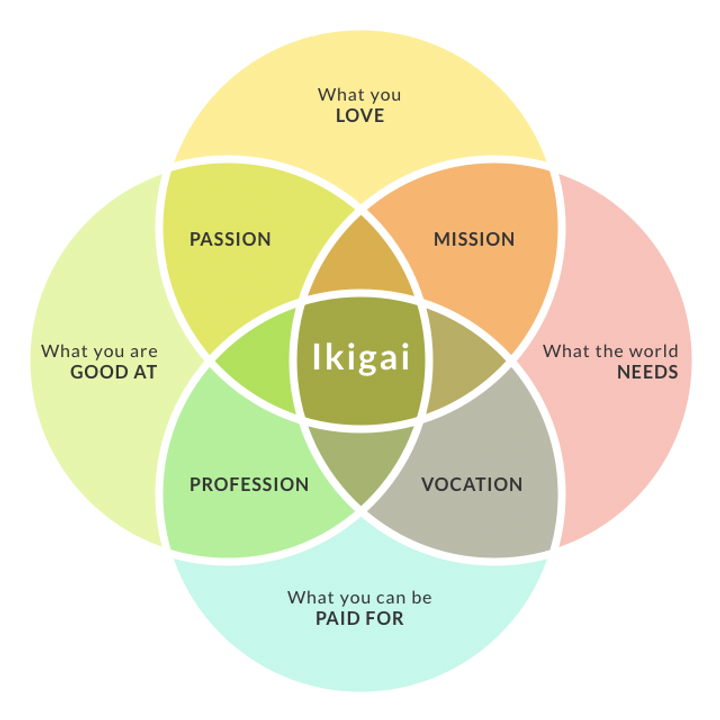 What you
LOVE
PASSION
MISSION
What you are
GOOD AT
Ikigai
What the world
NEEDS
PROFESSION
VOCATION
What you can be
PAID FOR